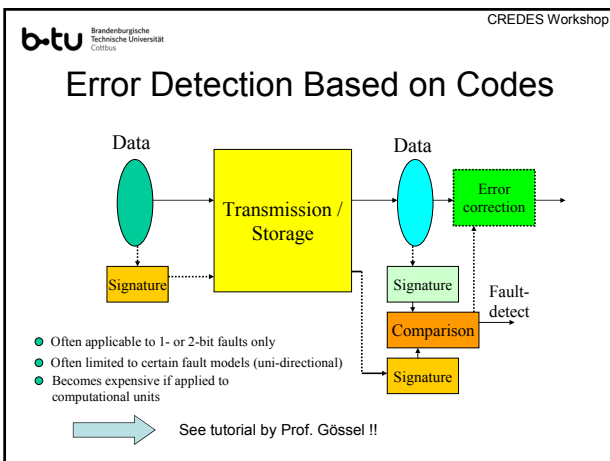 CREDES Workshop
b-tu Brandenburgische
Technische Universität
Cottbus
Error Detection Based on Codes
Data
Data
Transmission /
Storage
Error
correction
Signature
Signature
Fault-
detect
Comparison
Signature
Often applicable to 1- or 2-bit faults only
Often limited to certain fault models (uni-directional)
Becomes expensive if applied to
computational units
See tutorial by Prof. Gössel !!